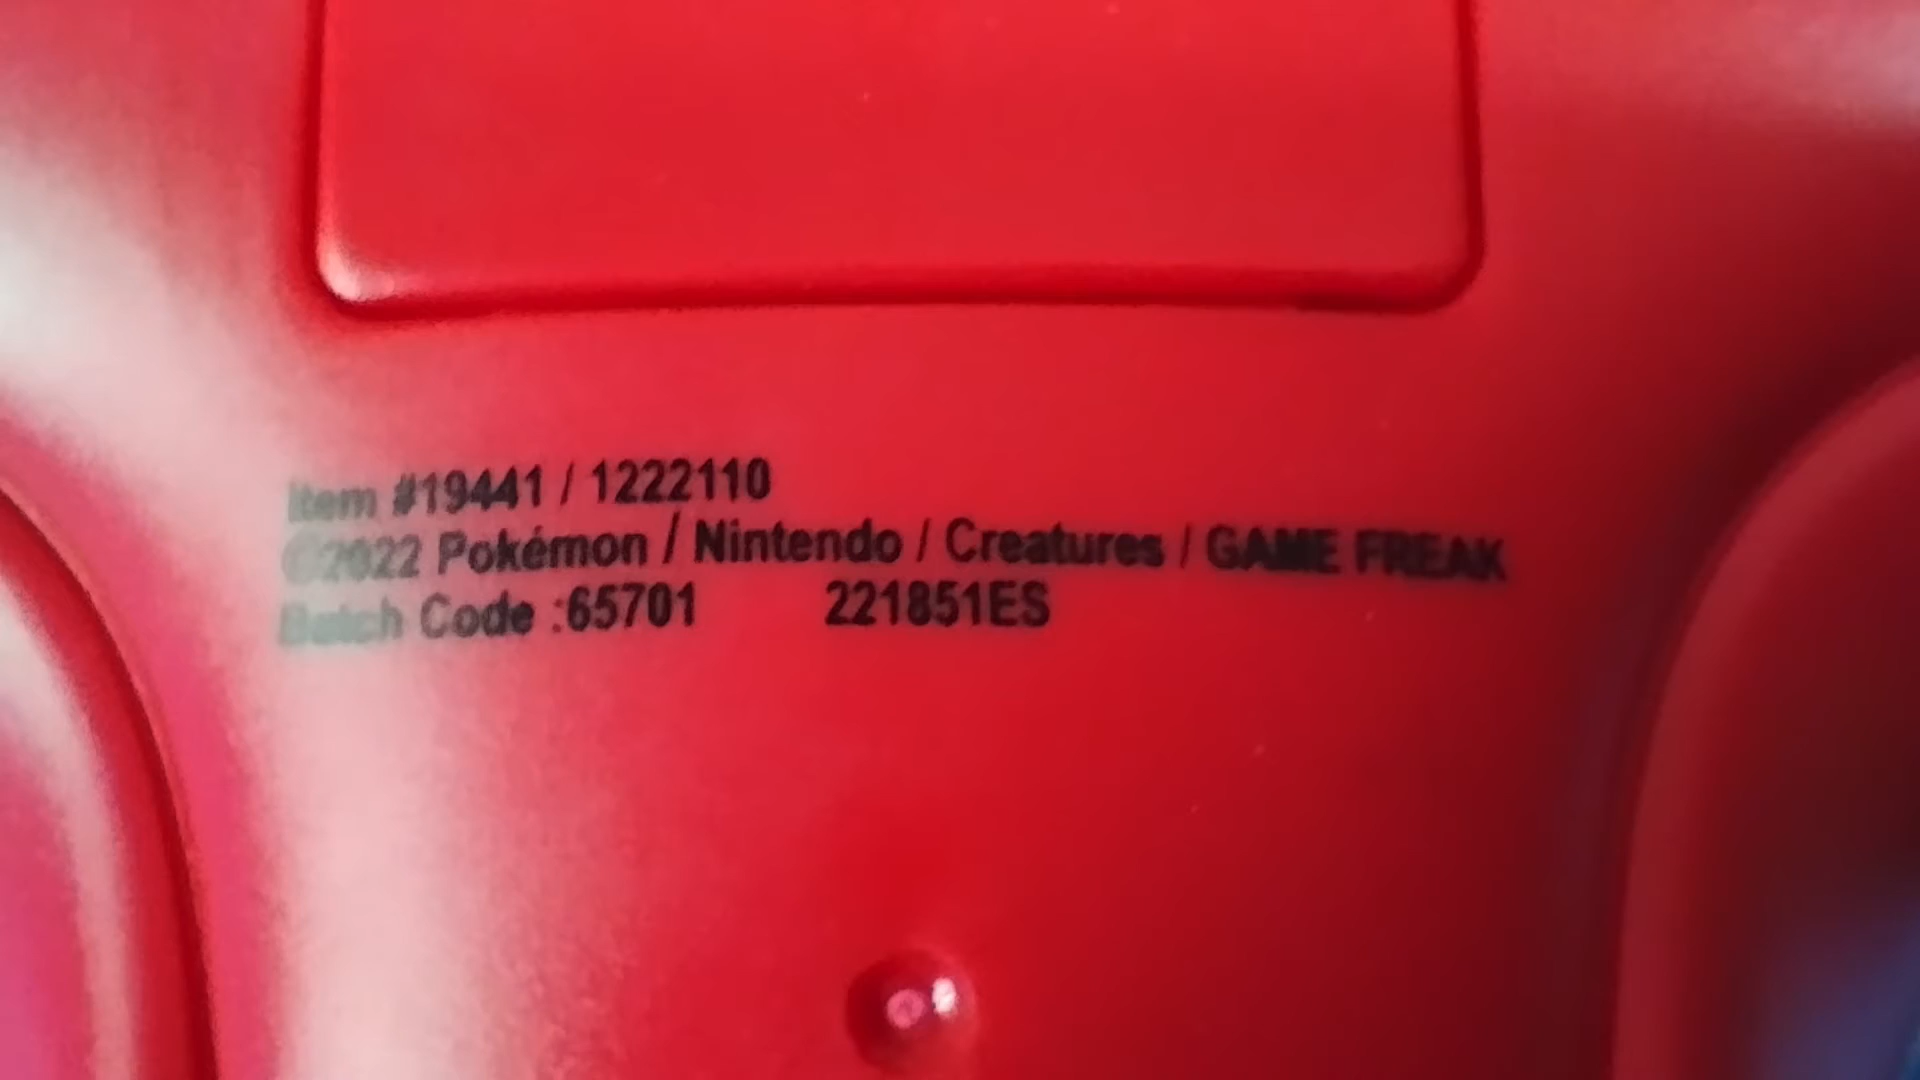 Item #19441 / 1222110
©2022 Pokémon / Nintendo / Creatures / GAME FREAK
Batch Code :65701 221851ES